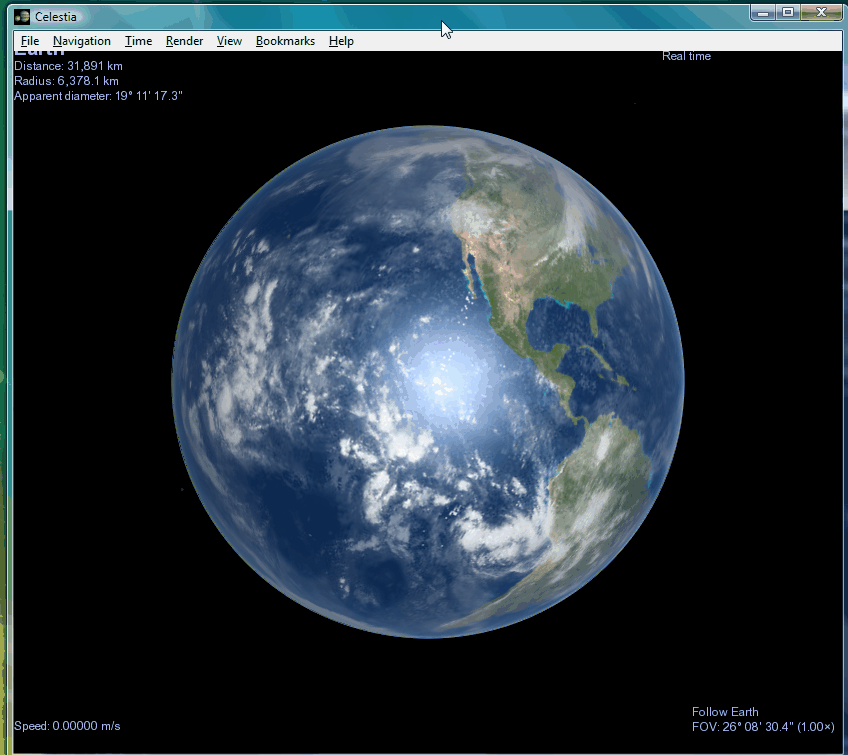 Celestia
File Navigation Time Render View Bookmarks Help
Earth
Distance: 31,891 km
Radius: 6,378.1 km
Apparent diameter: 19° 11' 17.3"
Real time
Speed: 0.00000 m/s
Follow Earth
FOV: 26° 08' 30.4" (1.00×)